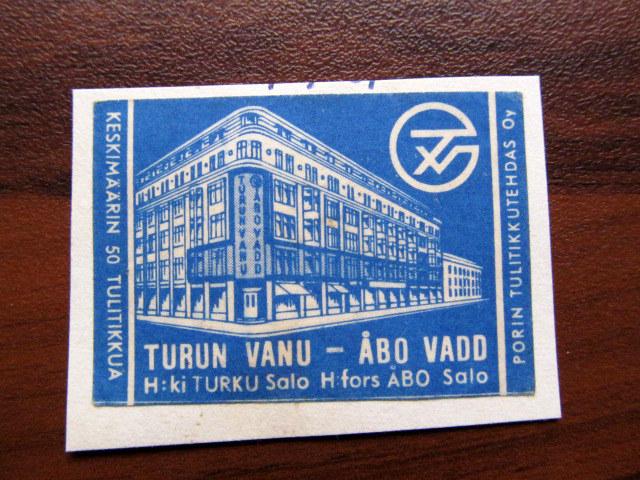 KESKIMÄÄRIN 50 TULITIKKUA
TURUN VANU
ÅBO VADD
TURUN VANU - ÅBO VADD
H:ki TURKU Salo H:fors ÅBO Salo
PORIN TULITIKKUTEHDAS Oy